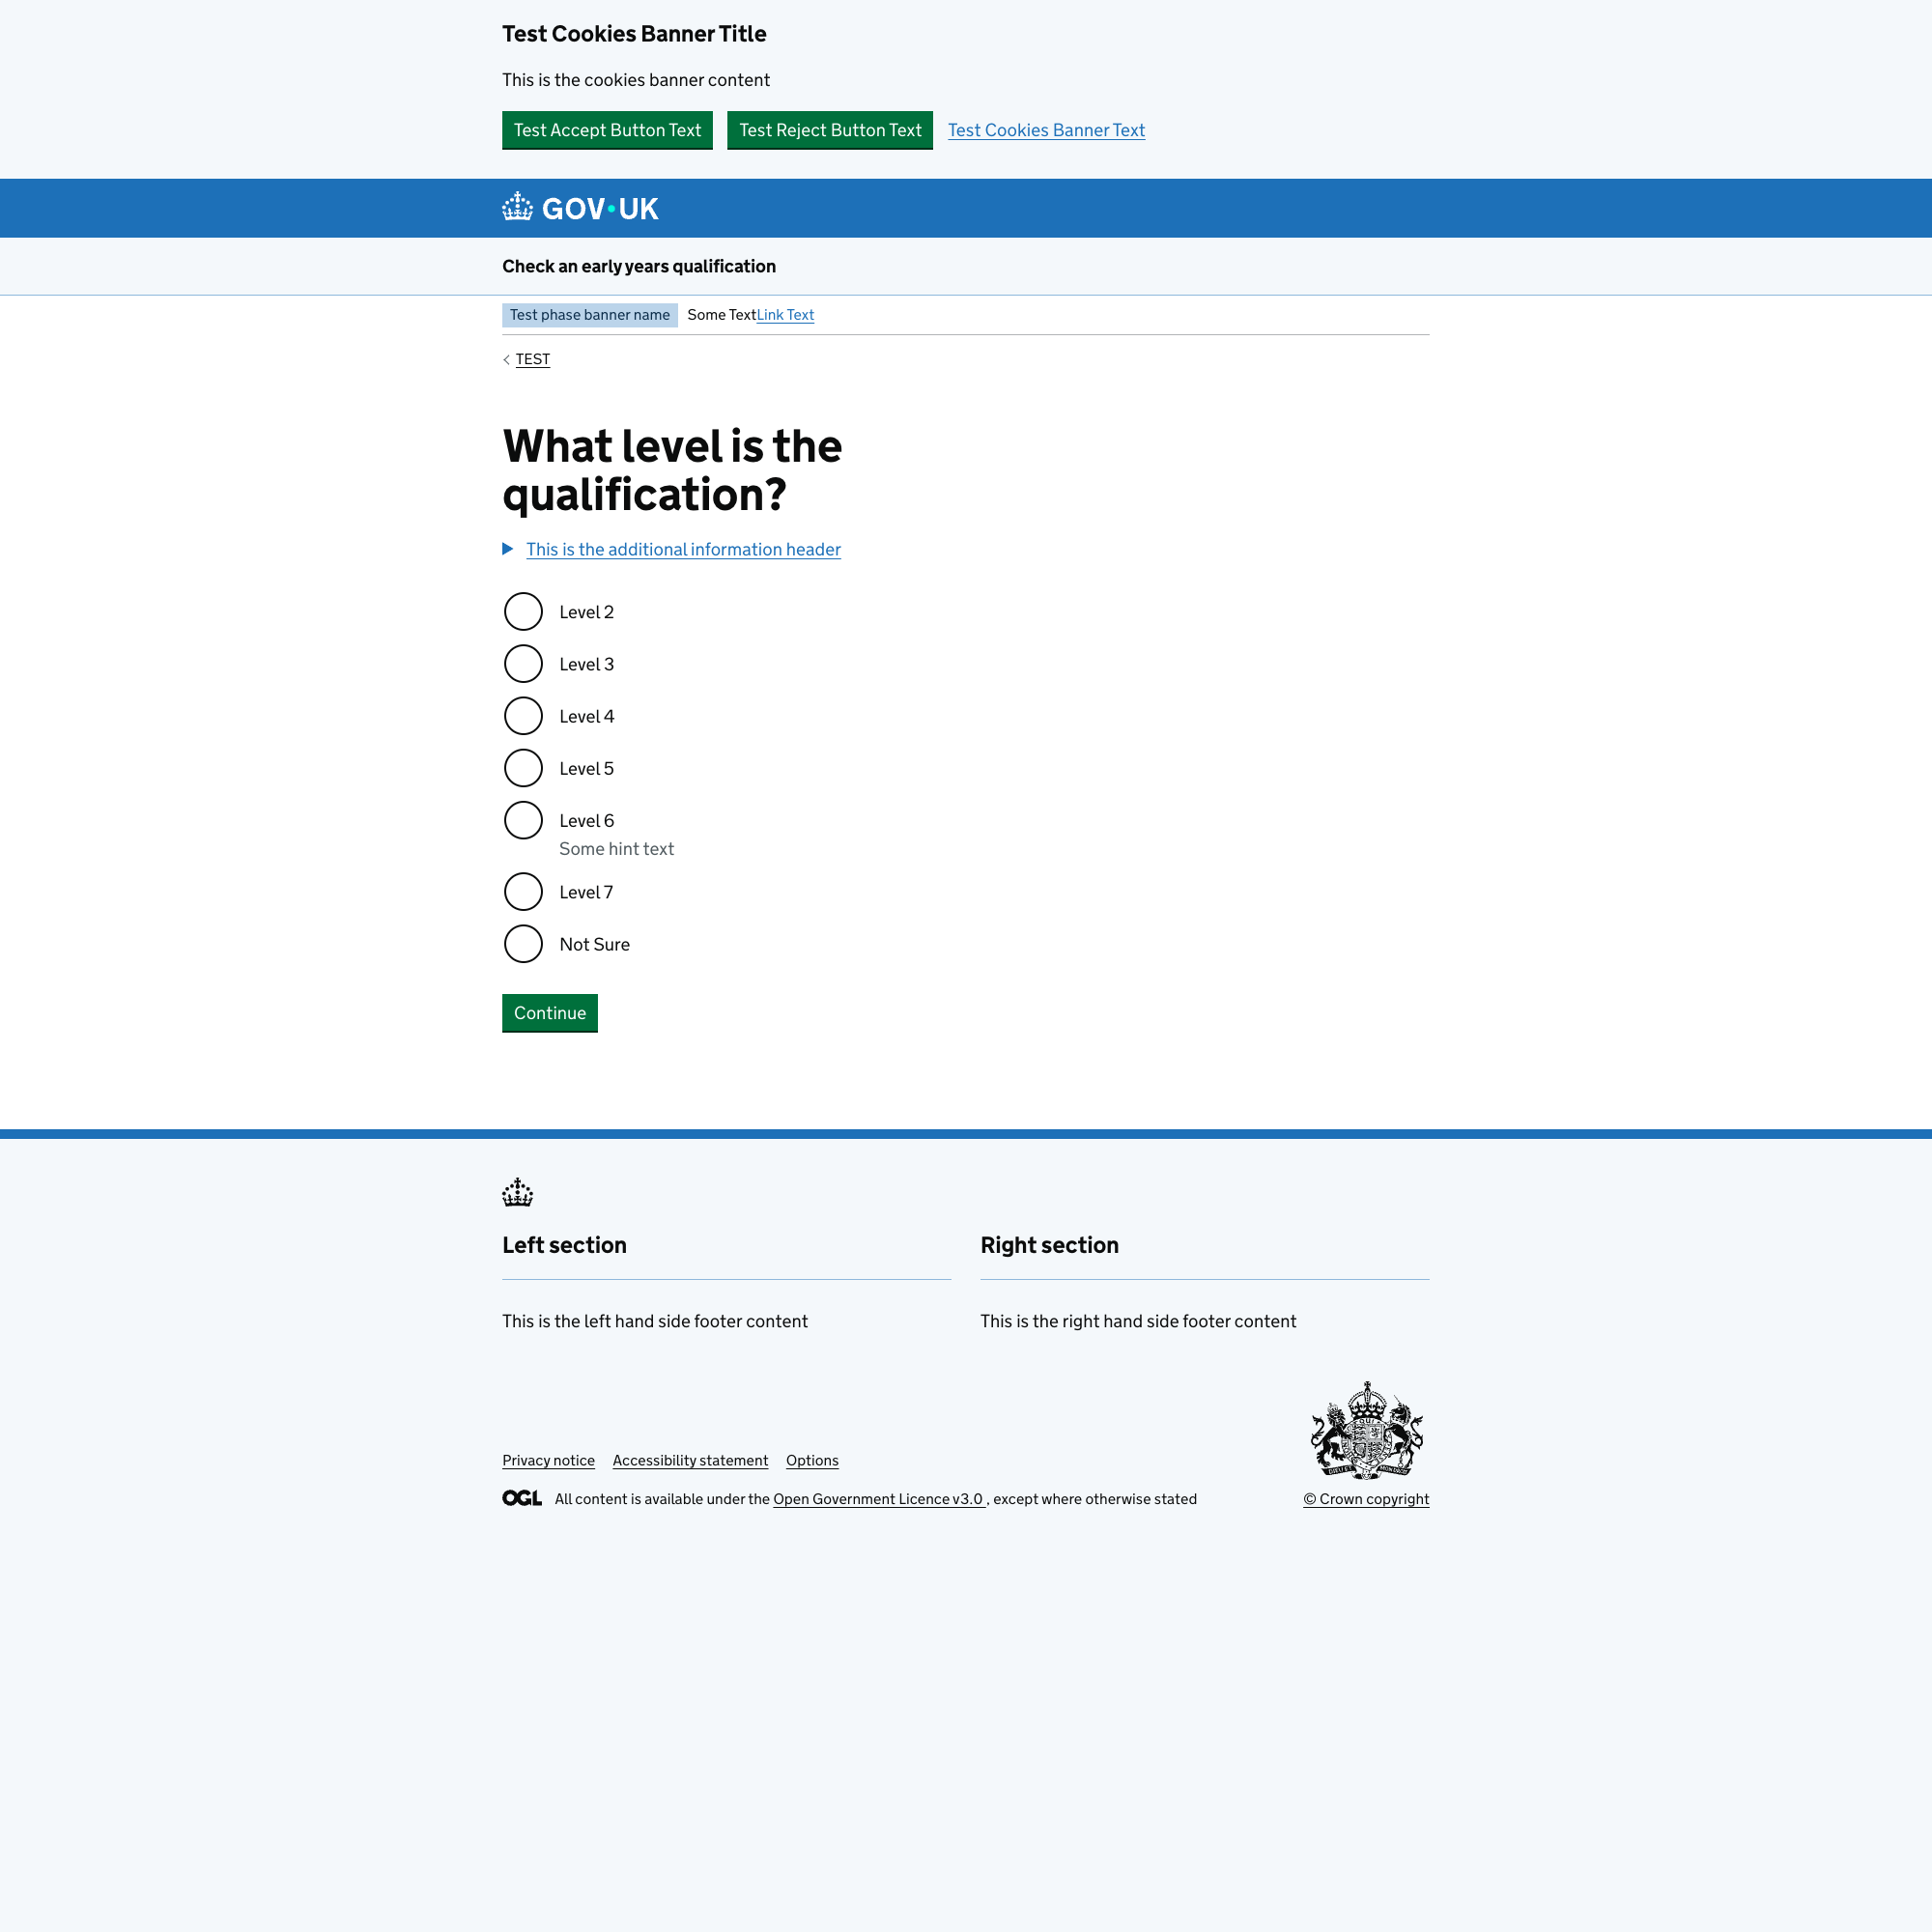 Test Cookies Banner Title
This is the cookies banner content
Test Accept Button Text
Test Reject Button Text
Test Cookies Banner Text
GOV·UK
Check an early years qualification
Test phase banner name
Some TextLink Text
TEST
What level is the
qualification?
This is the additional information header
Level 2
Level 3
Level 4
Level 5
Level 6
Some hint text
Level 7
Not Sure
Continue
Left section
Right section
This is the left hand side footer content
This is the right hand side footer content
Privacy notice
Accessibility statement
Options
OGL
All content is available under the Open Government Licence v3.0 , except where otherwise stated
© Crown copyright